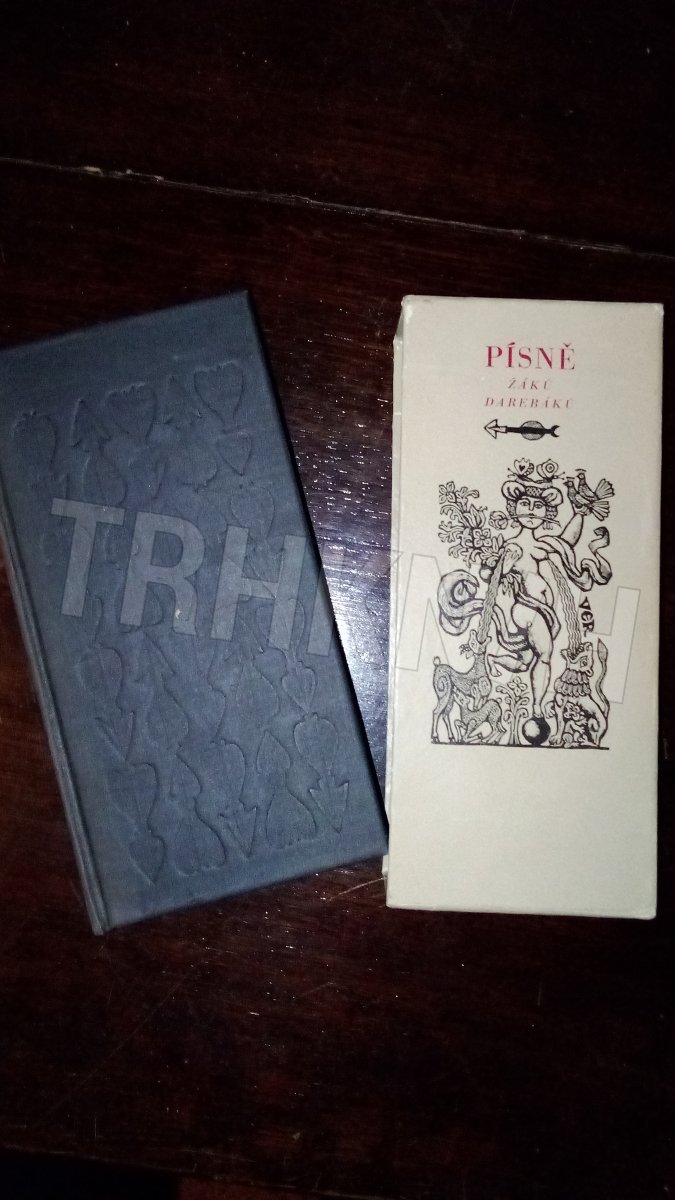 PÍSNĚ
ŽÁKŮ
DAREBÁKŮ
VER
TRHKNIH